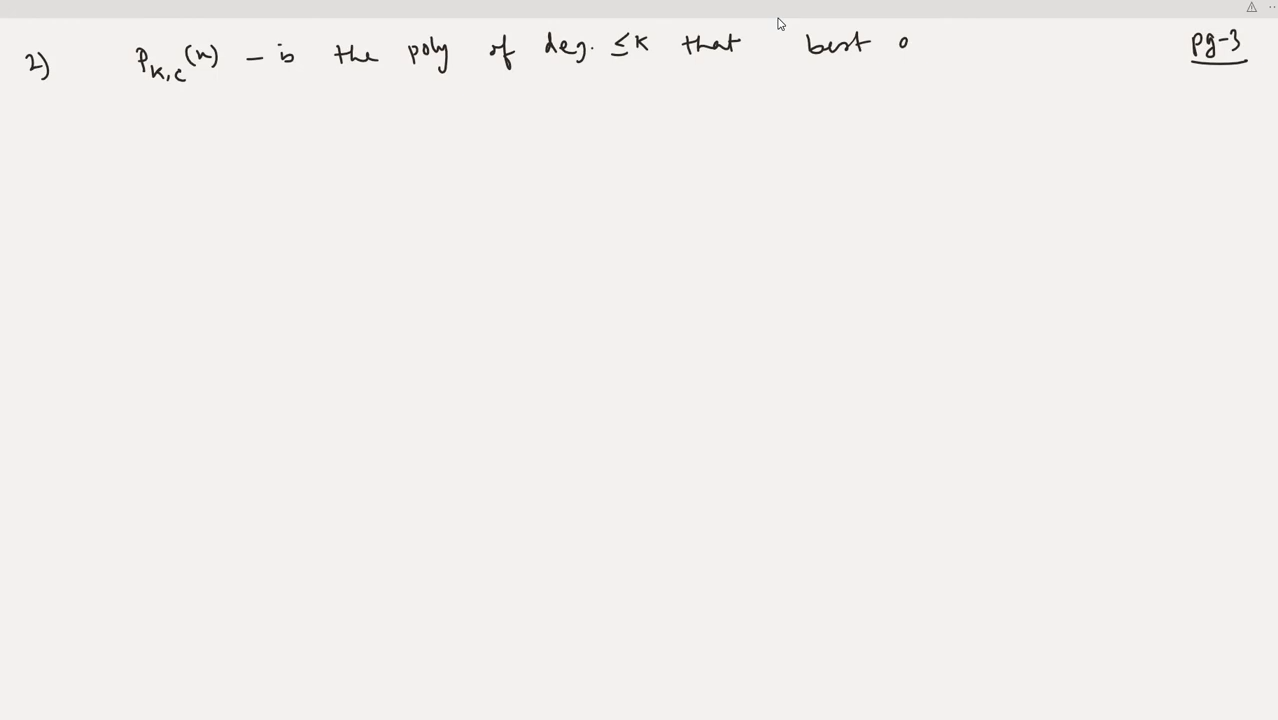 2) P_{K,c}(x) - is the poly of deg. ≤ K that best
pg-3